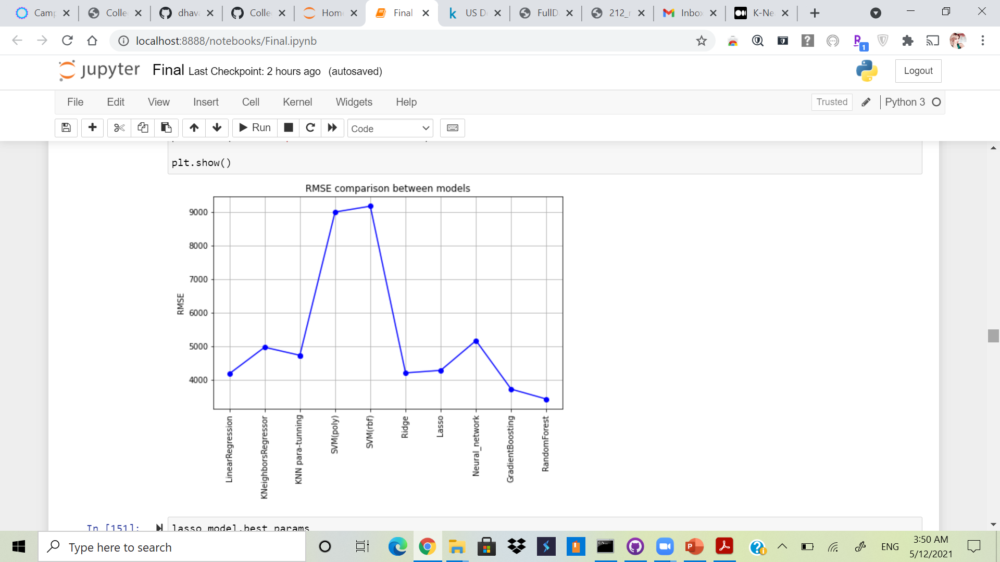 Camp
Colle
dhava
Colle
Home
Final
US D
FullD
212_r
Inbox
K-Ne
localhost:8888/notebooks/Final.ipynb
1
jupyter Final Last Checkpoint: 2 hours ago (autosaved)
Logout
File Edit View Insert Cell Kernel Widgets Help
Trusted Python 3
Run Code
plt.show()
RMSE comparison between models
9000
8000
7000
6000
5000
4000
RMSE
LinearRegression
KNeighborsRegressor
KNN para-tunning
SVM(poly)
SVM(rbf)
Ridge
Lasso
Neural_network
GradientBoosting
RandomForest
In [151]: lasso_model.best_params_
Type here to search
ENG
3:50 AM
5/12/2021